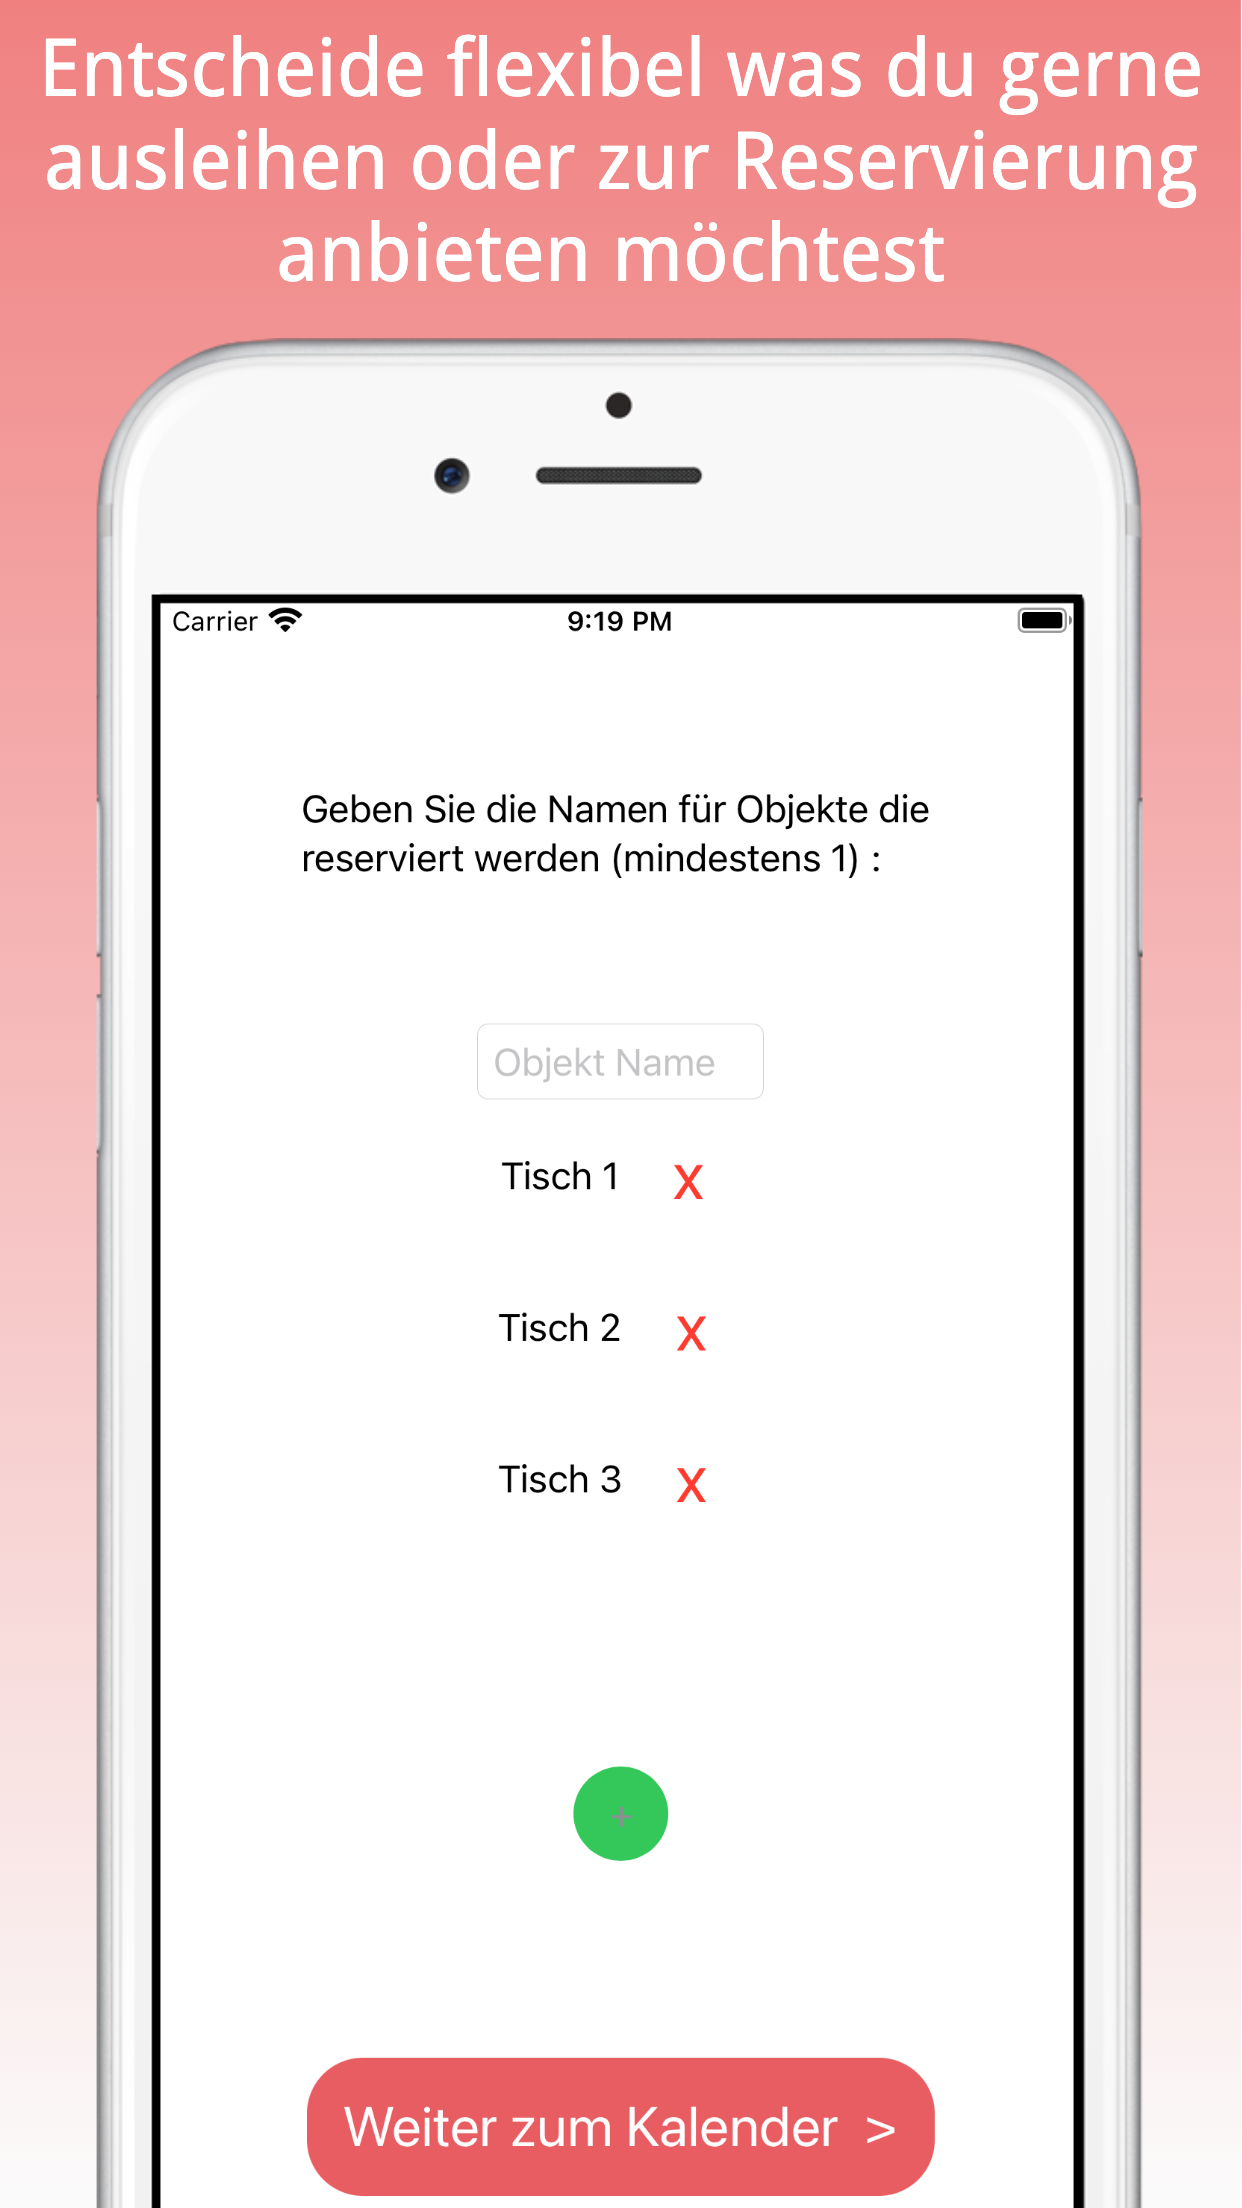 Entscheide flexibel was du gerne
ausleihen oder zur Reservierung
anbieten möchtest
Carrier 9:19 PM
Geben Sie die Namen für Objekte die
reserviert werden (mindestens 1) :
Objekt Name
Tisch 1 X
Tisch 2 X
Tisch 3 X
+
Weiter zum Kalender >